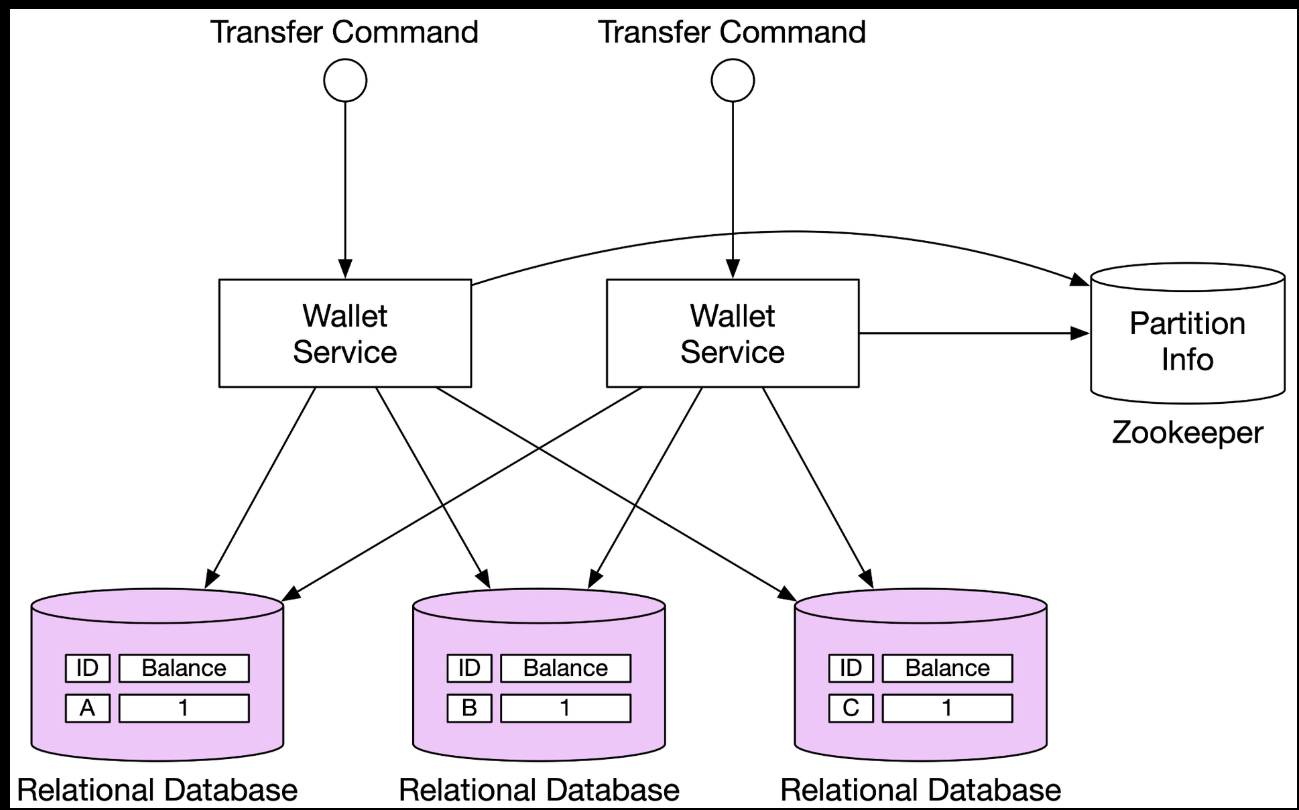 Transfer Command
Transfer Command
Wallet
Service
Wallet
Service
Partition
Info
Zookeeper
ID Balance
A 1
ID Balance
B 1
ID Balance
C 1
Relational Database
Relational Database
Relational Database